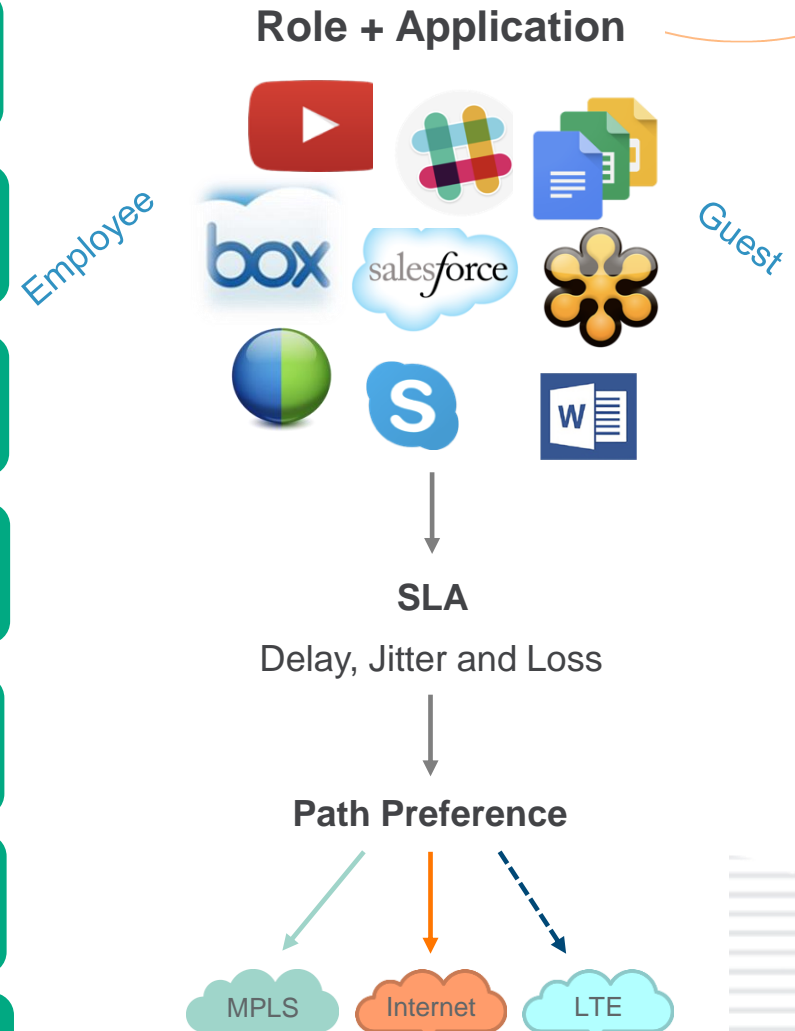 Role + Application
Employee
Guest
box
salesforce
S
W
SLA
Delay, Jitter and Loss
Path Preference
MPLS
Internet
LTE